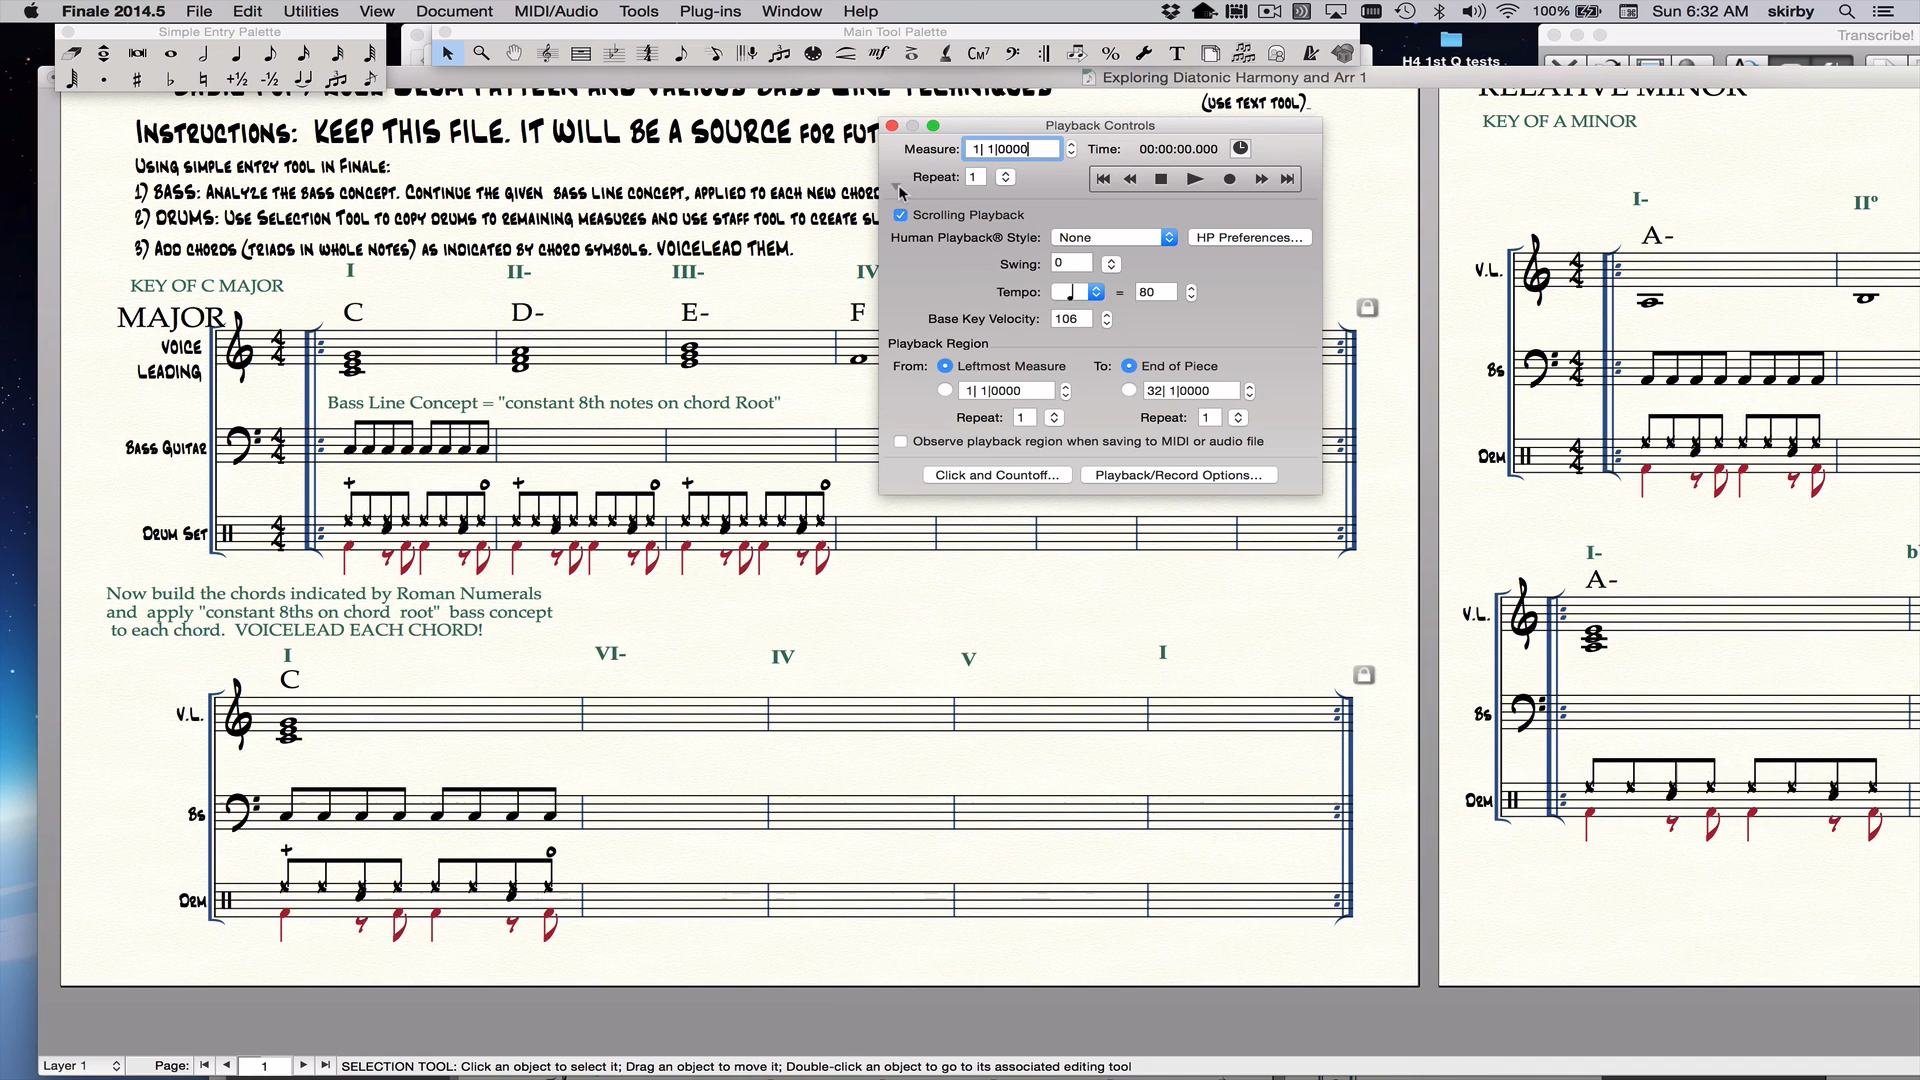 Finale 2014.5 File Edit Utilities View Document MIDI/Audio Tools Plug-ins Window Help 100% Sun 6:32 AM skirby
Simple Entry Palette
Main Tool Palette
Transcribe!
H4 1st Q tests
Exploring Diatonic Harmony and Arr 1
(USE TEXT TOOL)
RELATIVE MINOR
KEY OF A MINOR
INSTRUCTIONS: KEEP THIS FILE. IT WILL BE A SOURCE FOR FUT
USING SIMPLE ENTRY TOOL IN FINALE:
1) BASS: ANALYZE THE BASS CONCEPT. CONTINUE THE GIVEN BASS LINE CONCEPT, APPLIED TO EACH NEW CHORD
2) DRUMS: USE SELECTION TOOL TO COPY DRUMS TO REMAINING MEASURES AND USE STAFF TOOL TO CREATE SL
3) ADD CHORDS (TRIADS IN WHOLE NOTES) AS INDICATED BY CHORD SYMBOLS. VOICELEAD THEM.
KEY OF C MAJOR
I II- III- IV
MAJOR
C D- E- F
VOICE
LEADING
Bass Line Concept = "constant 8th notes on chord Root"
BASS GUITAR
DRUM SET
Now build the chords indicated by Roman Numerals
and apply "constant 8ths on chord root" bass concept
to each chord. VOICELEAD EACH CHORD!
I VI- IV V I
C
V.L.
BS
DRM
Playback Controls
Measure: 1| 1|0000 Time: 00:00:00.000
Repeat: 1
Scrolling Playback
Human Playback® Style: None HP Preferences...
Swing: 0
Tempo: = 80
Base Key Velocity: 106
Playback Region
From: Leftmost Measure To: End of Piece
1| 1|0000 32| 1|0000
Repeat: 1 Repeat: 1
Observe playback region when saving to MIDI or audio file
Click and Countoff... Playback/Record Options...
I- IIº
A-
V.L.
BS
DRM
I- b
A-
V.L.
BS
DRM
Layer 1 Page: 1 SELECTION TOOL: Click an object to select it; Drag an object to move it; Double-click an object to go to its associated editing tool